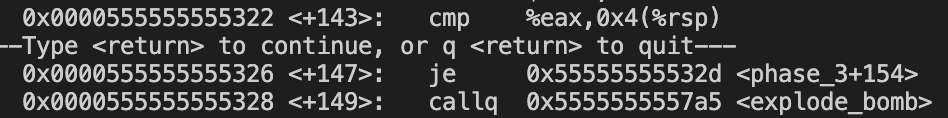 0x0000555555555322 <+143>: cmp %eax,0x4(%rsp)
--Type <return> to continue, or q <return> to quit---
0x0000555555555326 <+147>: je 0x55555555532d <phase_3+154>
0x0000555555555328 <+149>: callq 0x5555555557a5 <explode_bomb>